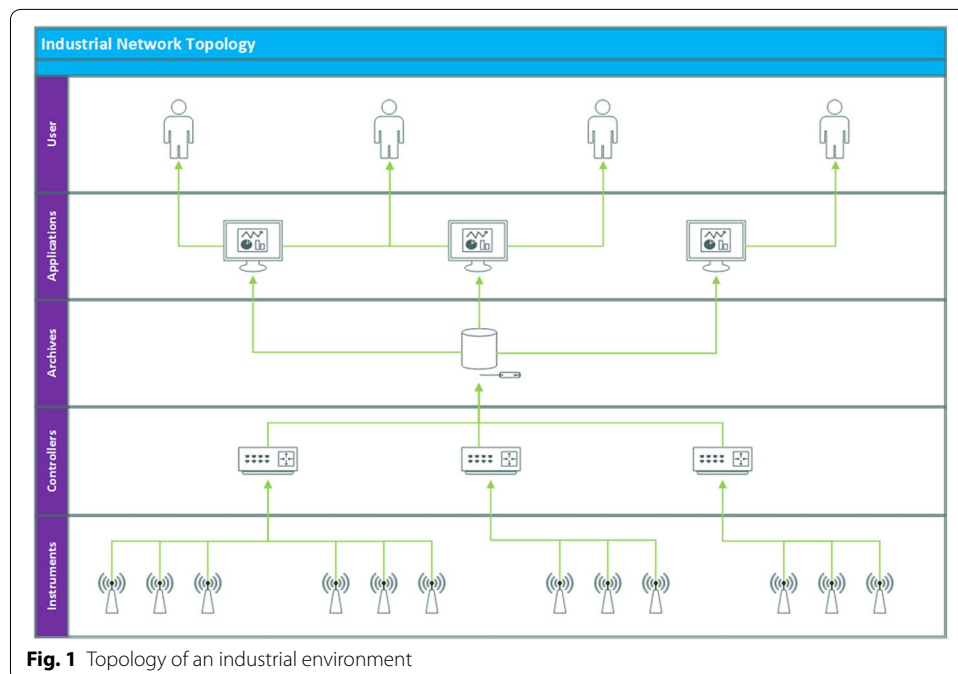 Industrial Network Topology
User
Applications
Archives
Controllers
Instruments
Fig. 1 Topology of an industrial environment